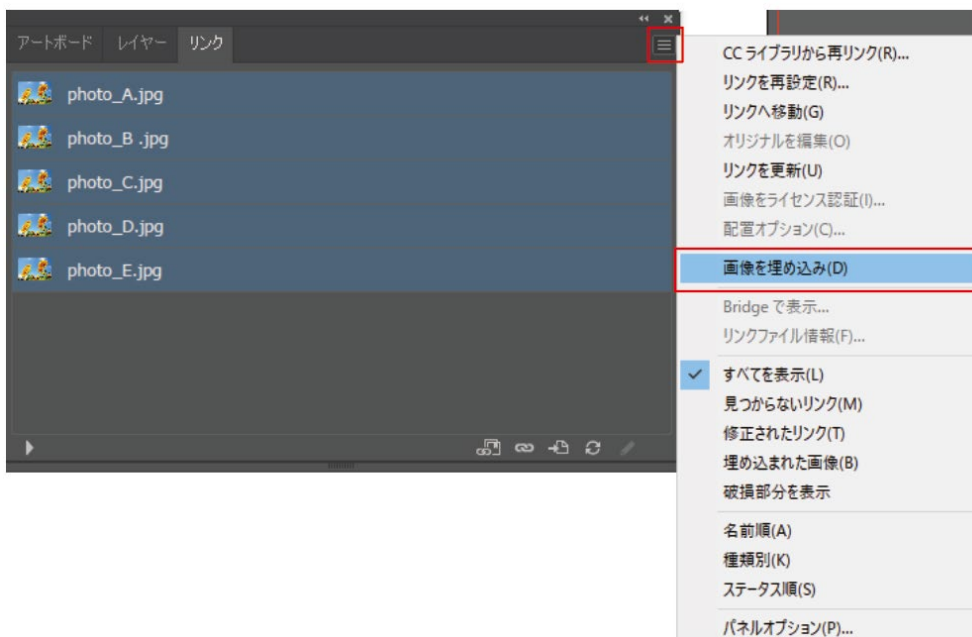 アートボード レイヤー リンク
photo_A.jpg
photo_B .jpg
photo_C.jpg
photo_D.jpg
photo_E.jpg
CC ライブラリから再リンク(R)...
リンクを再設定(R)...
リンクへ移動(G)
オリジナルを編集(O)
リンクを更新(U)
画像をライセンス認証(I)...
配置オプション(C)...
画像を埋め込み(D)
Bridge で表示...
リンクファイル情報(F)...
すべてを表示(L)
見つからないリンク(M)
修正されたリンク(T)
埋め込まれた画像(B)
破損部分を表示
名前順(A)
種類別(K)
ステータス順(S)
パネルオプション(P)...